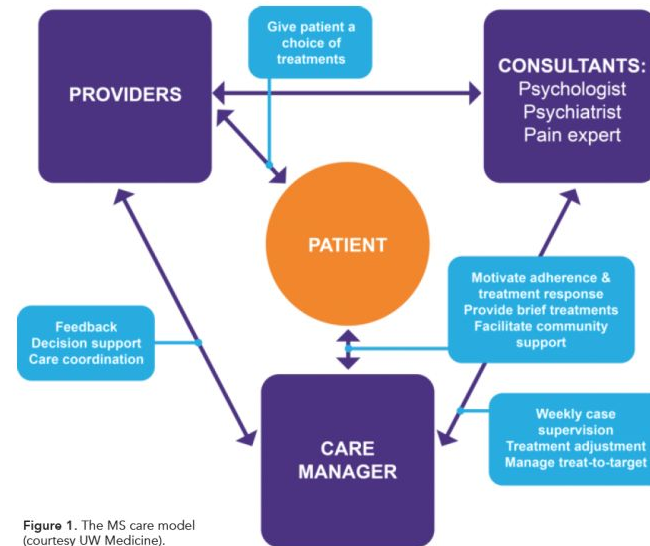 Give patient a
choice of
treatments
PROVIDERS
CONSULTANTS:
Psychologist
Psychiatrist
Pain expert
PATIENT
Motivate adherence &
treatment response
Provide brief treatments
Facilitate community
support
Feedback
Decision support
Care coordination
Weekly case
supervision
Treatment adjustment
Manage treat-to-target
CARE
MANAGER
Figure 1. The MS care model
(courtesy UW Medicine).